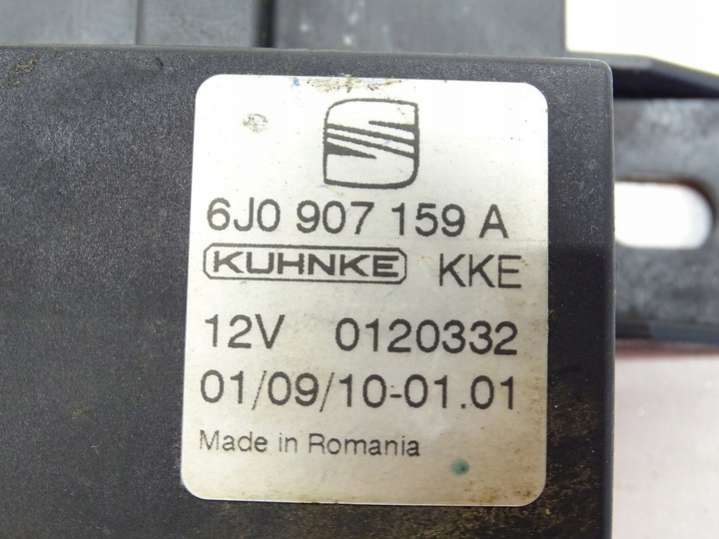 6J0 907 159 A
KUHNKE KKE
12V 0120332
01/09/10-01.01
Made in Romania